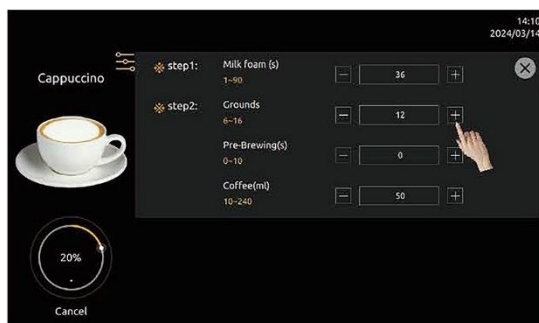 14:10
2024/03/14
Cappuccino
step1:
Milk foam (s)
1~90
36
step2:
Grounds
6~16
12
Pre-Brewing(s)
0~10
0
Coffee(ml)
10~240
50
20%
Cancel